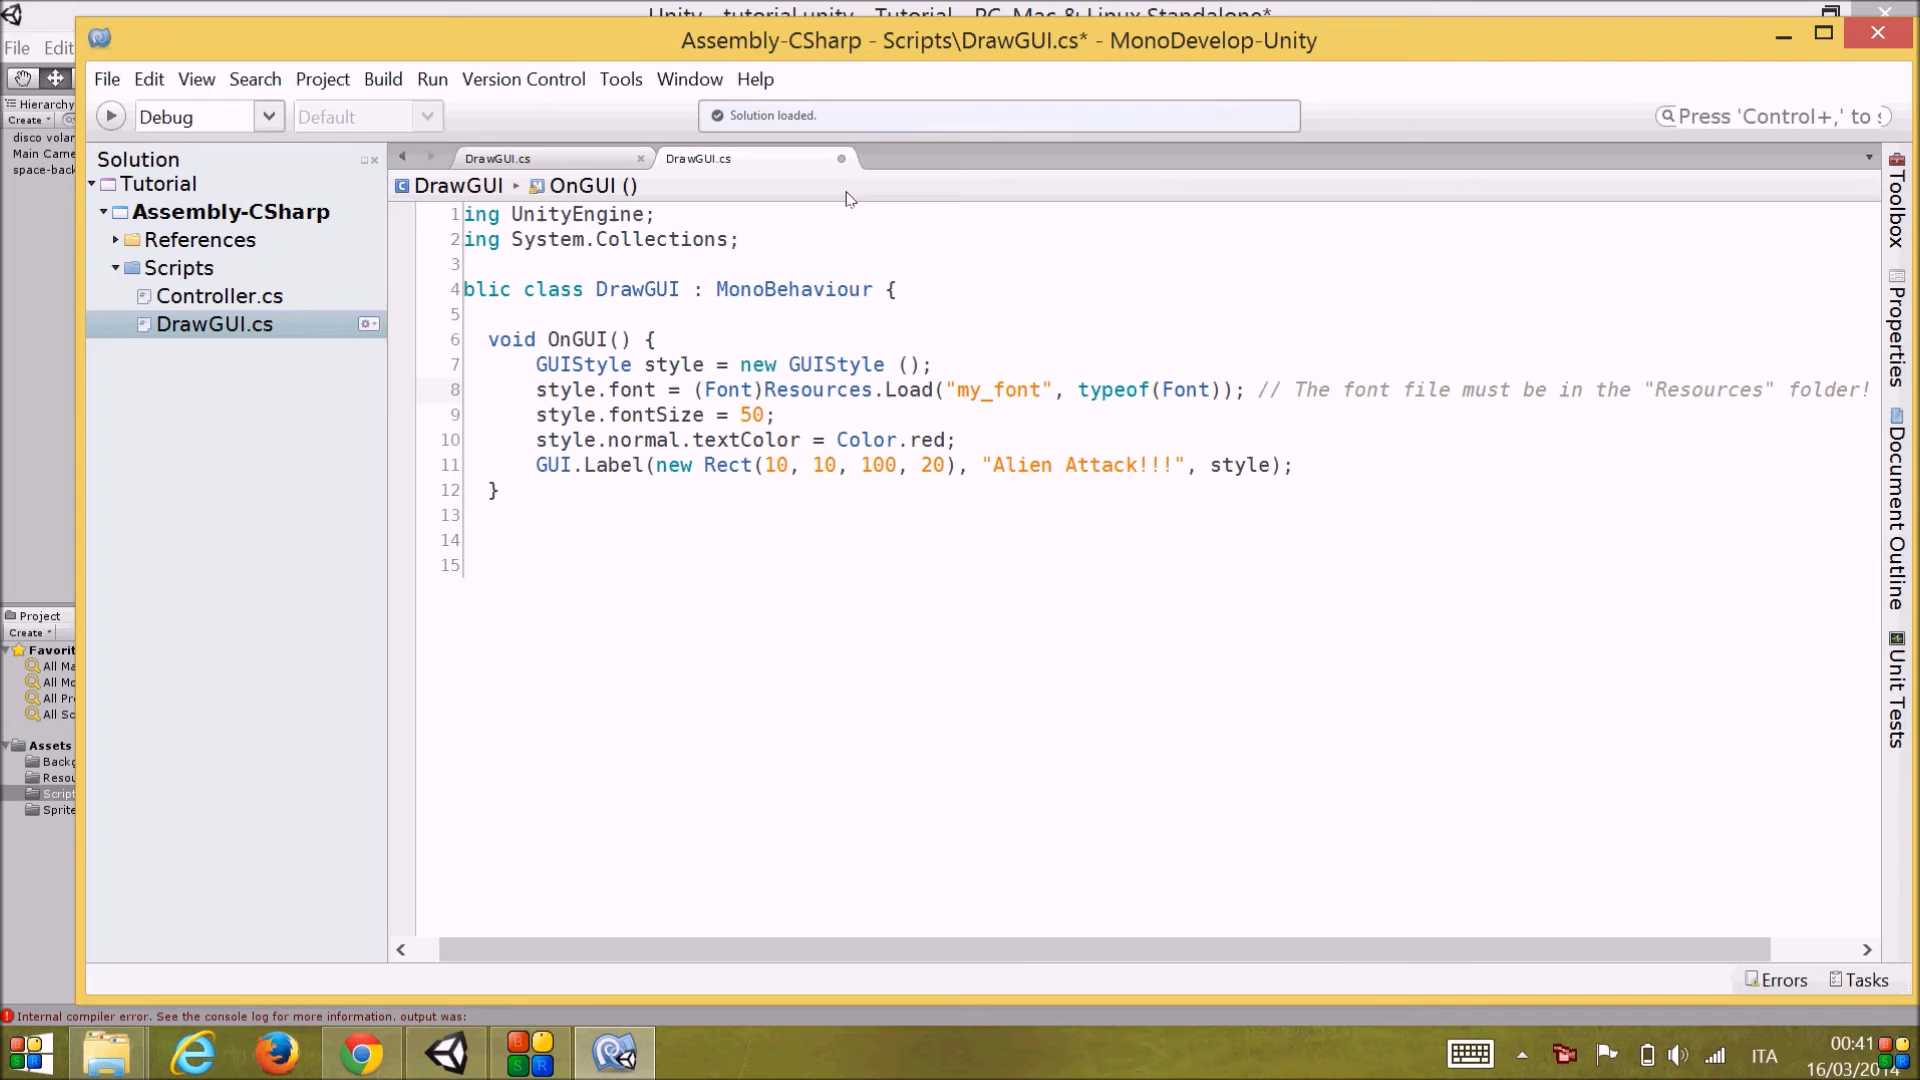 Unity - tutorial.unity - Tutorial - PC, Mac & Linux Standalone*
Assembly-CSharp - Scripts\DrawGUI.cs* - MonoDevelop-Unity
File Edit
File Edit View Search Project Build Run Version Control Tools Window Help
Hierarchy
Create
disco volan
Main Came
space-back
Debug
Default
Solution loaded.
Press 'Control+,' to s
Solution
Tutorial
Assembly-CSharp
References
Scripts
Controller.cs
DrawGUI.cs
DrawGUI.cs
DrawGUI.cs
DrawGUI ▸ OnGUI ()
1 ing UnityEngine;
2 ing System.Collections;
3
4 blic class DrawGUI : MonoBehaviour {
5
6 void OnGUI() {
7 GUIStyle style = new GUIStyle ();
8 style.font = (Font)Resources.Load("my_font", typeof(Font)); // The font file must be in the "Resources" folder!
9 style.fontSize = 50;
10 style.normal.textColor = Color.red;
11 GUI.Label(new Rect(10, 10, 100, 20), "Alien Attack!!!", style);
12 }
13
14
15
Toolbox
Properties
Document Outline
Unit Tests
Project
Create
Favorit
All Ma
All Mo
All Pre
All Sc
Assets
Backg
Resou
Script
Sprite
Errors Tasks
Internal compiler error. See the console log for more information. output was:
ITA
00:41
16/03/2014